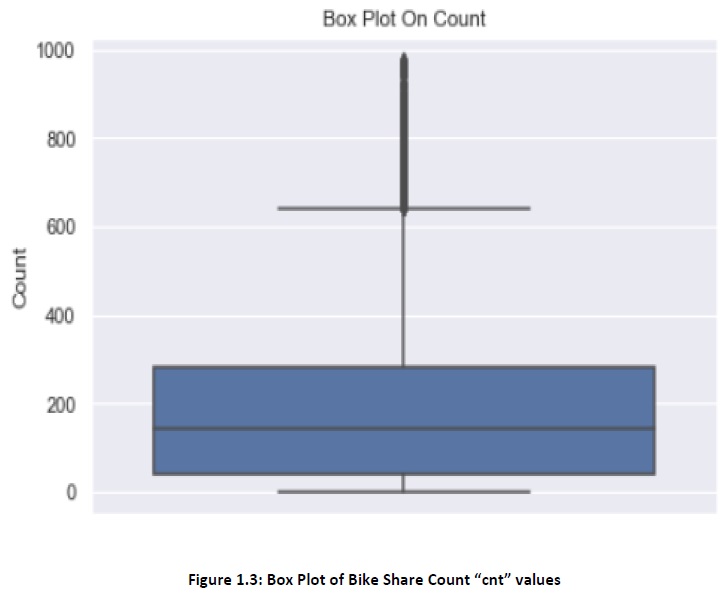 Box Plot On Count
1000
800
600
400
200
0
Count
Figure 1.3: Box Plot of Bike Share Count “cnt” values